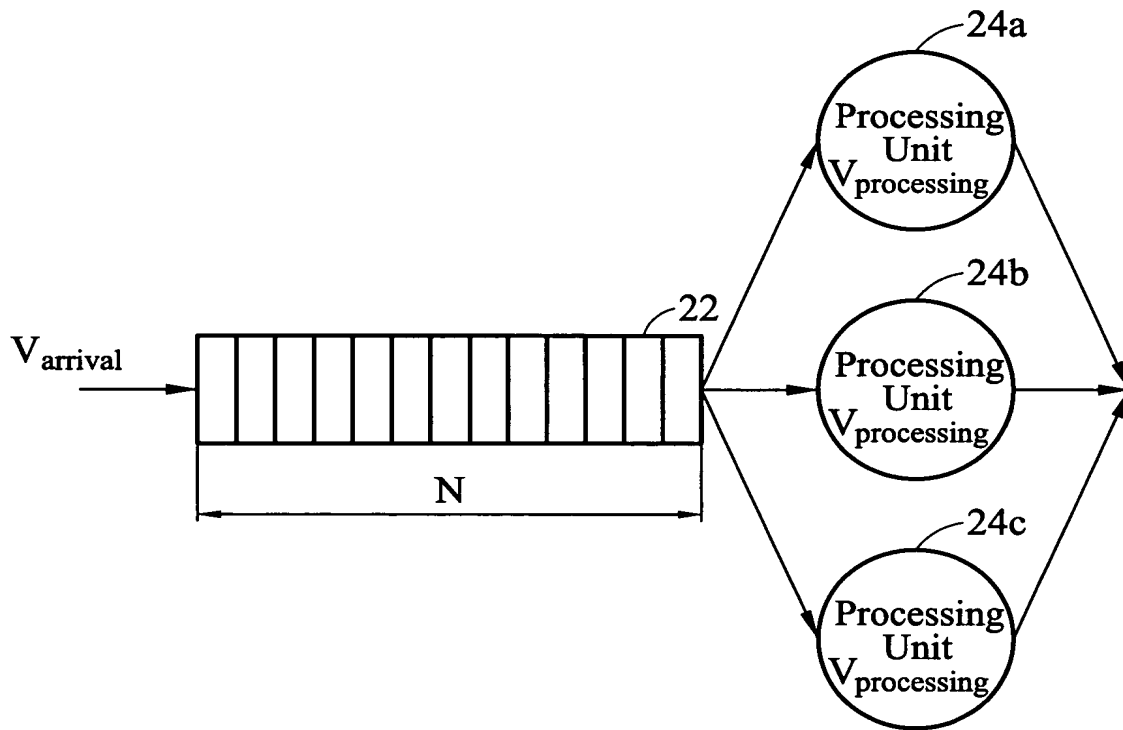 24a
Processing
Unit
Vprocessing
24b
22
Varrival
Processing
Unit
Vprocessing
N
24c
Processing
Unit
Vprocessing